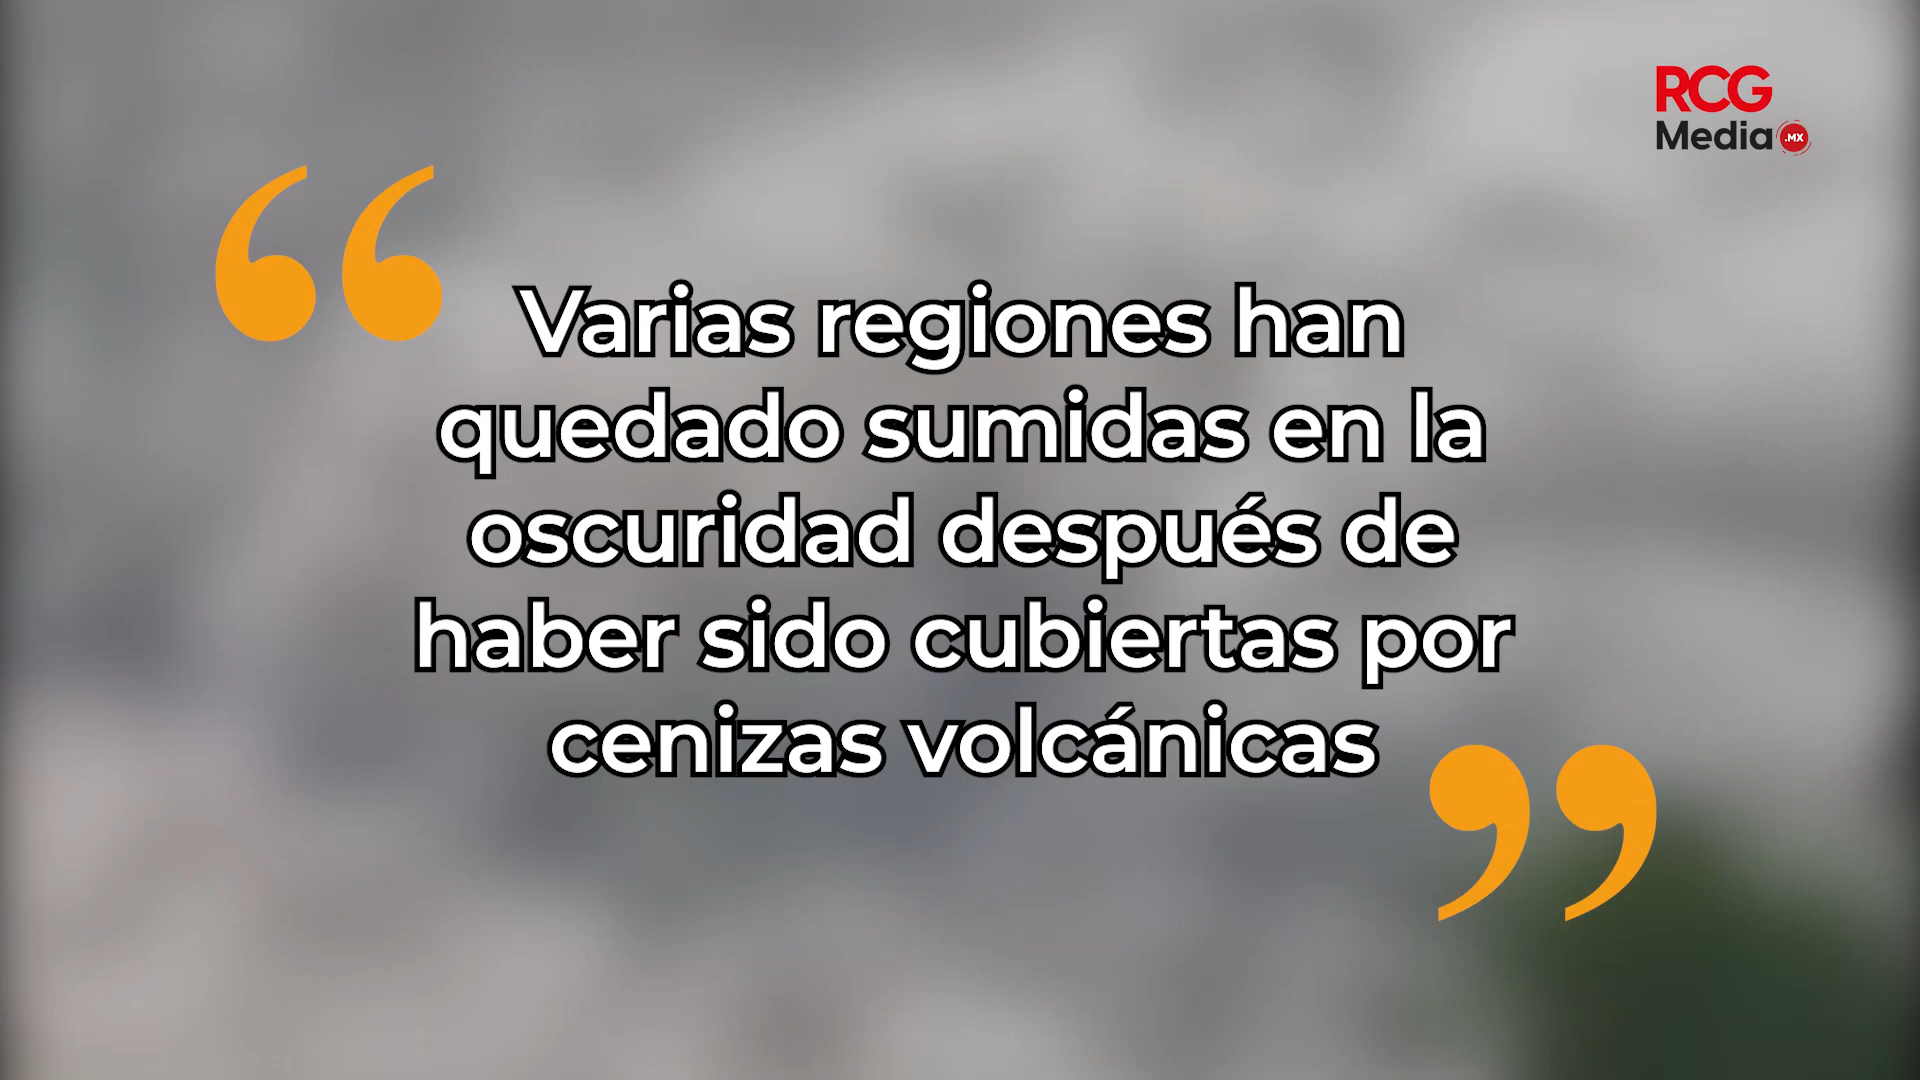 RCG
Media.MX
Varias regiones han
quedado sumidas en la
oscuridad después de
haber sido cubiertas por
cenizas volcánicas